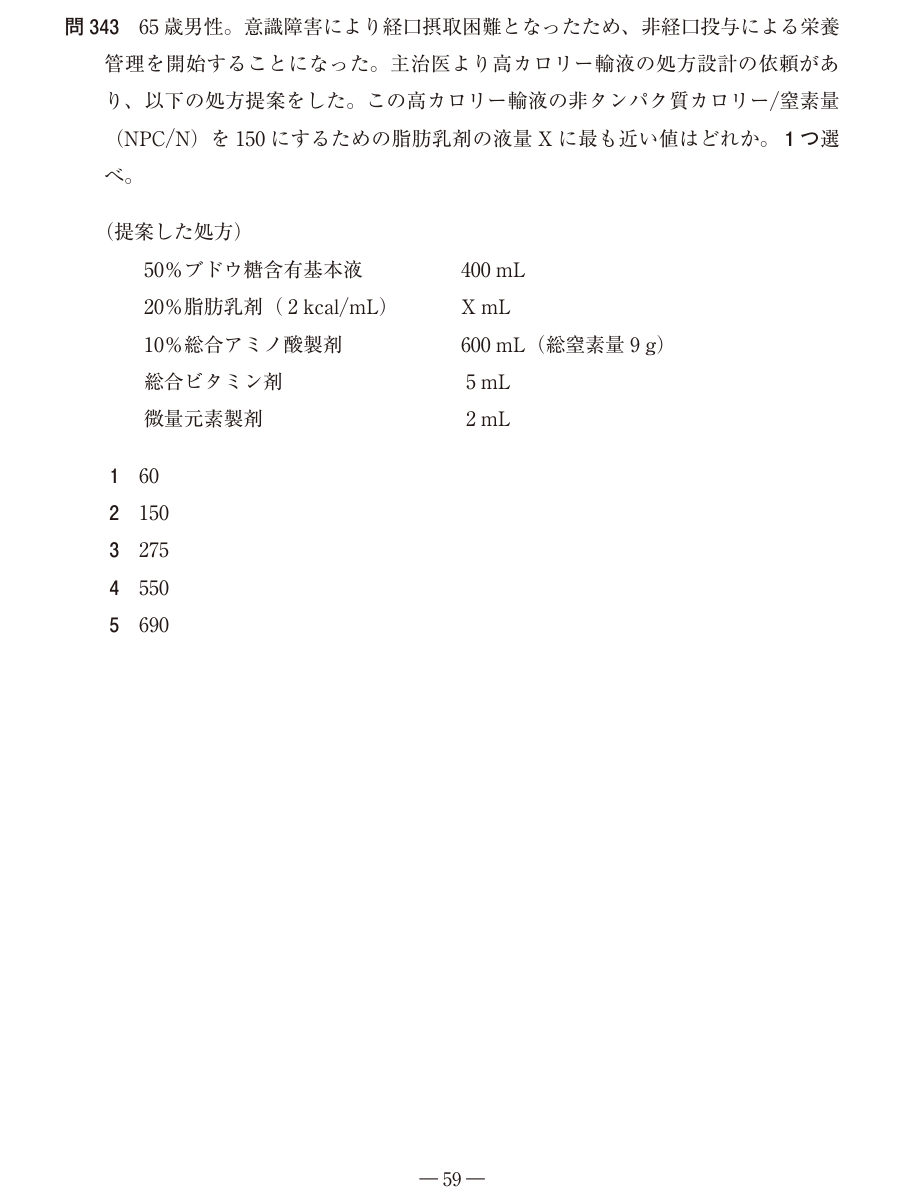 問 343 65 歳男性。意識障害により経口摂取困難となったため、非経口投与による栄養
管理を開始することになった。主治医より高カロリー輸液の処方設計の依頼があ
り、以下の処方提案をした。この高カロリー輸液の非タンパク質カロリー/窒素量
（NPC/N）を 150 にするための脂肪乳剤の液量 X に最も近い値はどれか。1 つ選
べ。
（提案した処方）
50％ブドウ糖含有基本液 400 mL
20％脂肪乳剤（2 kcal/mL） X mL
10％総合アミノ酸製剤 600 mL（総窒素量 9 g）
総合ビタミン剤 5 mL
微量元素製剤 2 mL
1 60
2 150
3 275
4 550
5 690
— 59 —